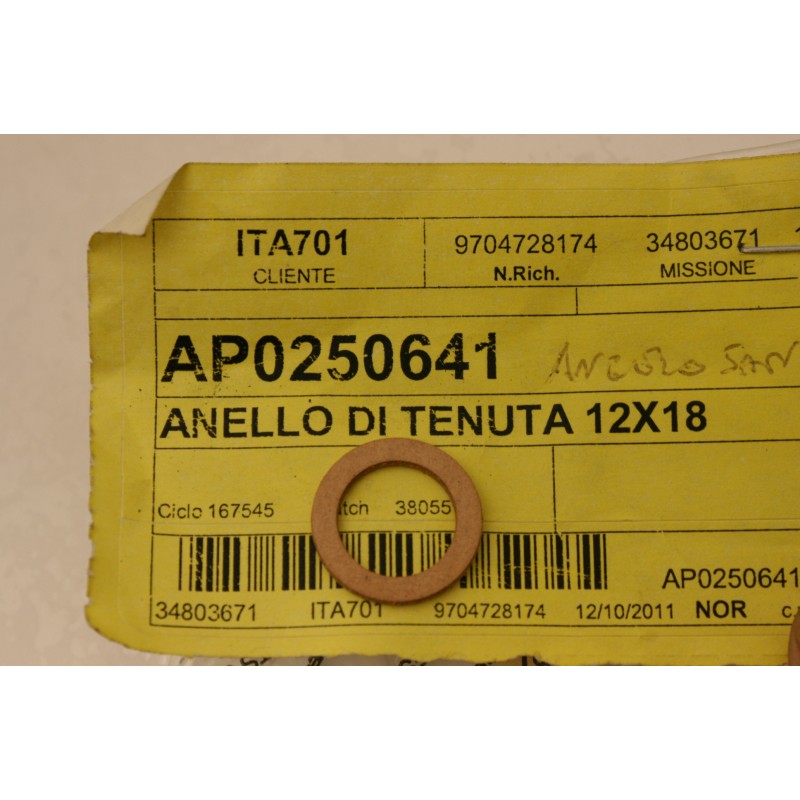 ITA701 9704728174 34803671
CLIENTE N.Rich. MISSIONE
AP0250641
ANELLO DI TENUTA 12X18
Ciclo 167545 38055
AP0250641
34803671 ITA701 9704728174 12/10/2011 NOR